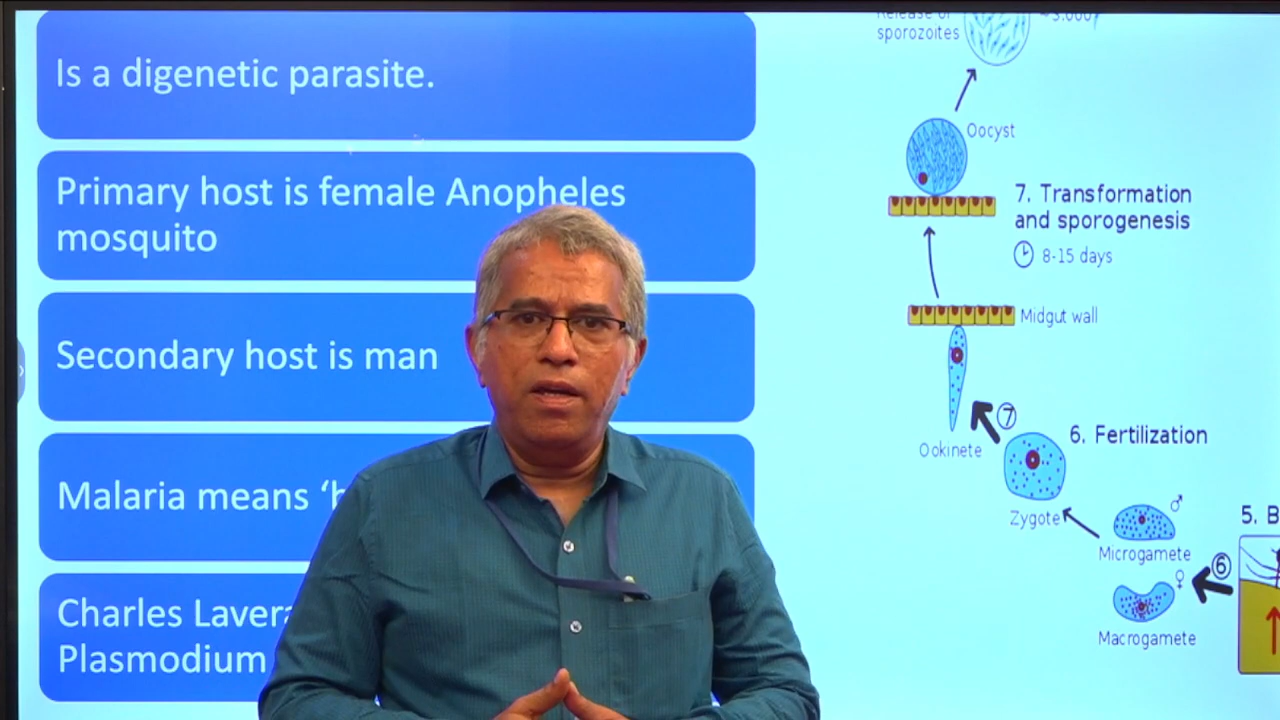 Is a digenetic parasite.
Primary host is female Anopheles
mosquito
Secondary host is man
Malaria means ‘b
Charles Lavera
Plasmodium
sporozoites
Oocyst
7. Transformation
and sporogenesis
8-15 days
Midgut wall
7
6. Fertilization
Ookinete
Zygote
♂
Microgamete
5. B
6
♀
Macrogamete